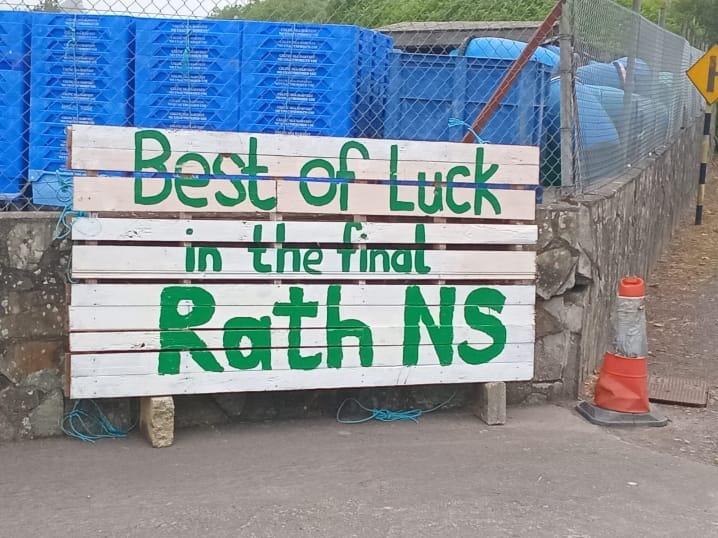 Best of Luck
in the final
Rath NS